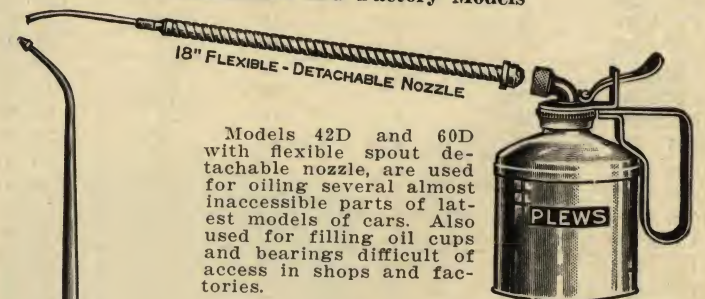 Factory Models
18" FLEXIBLE - DETACHABLE NOZZLE
Models 42D and 60D
with flexible spout de-
tachable nozzle, are used
for oiling several almost
inaccessible parts of lat-
est models of cars. Also
used for filling oil cups
and bearings difficult of
access in shops and fac-
tories.
PLEWS